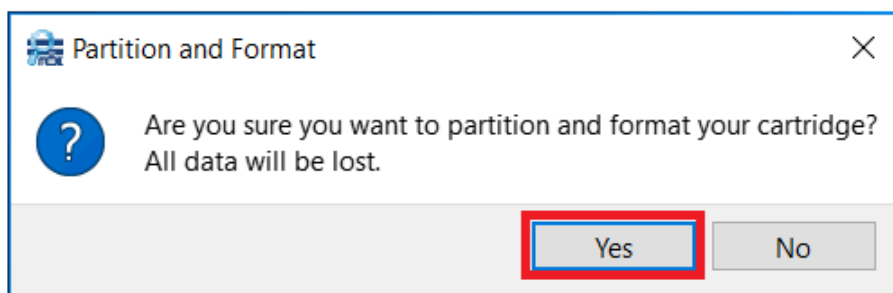 Partition and Format
Are you sure you want to partition and format your cartridge?
All data will be lost.
Yes
No